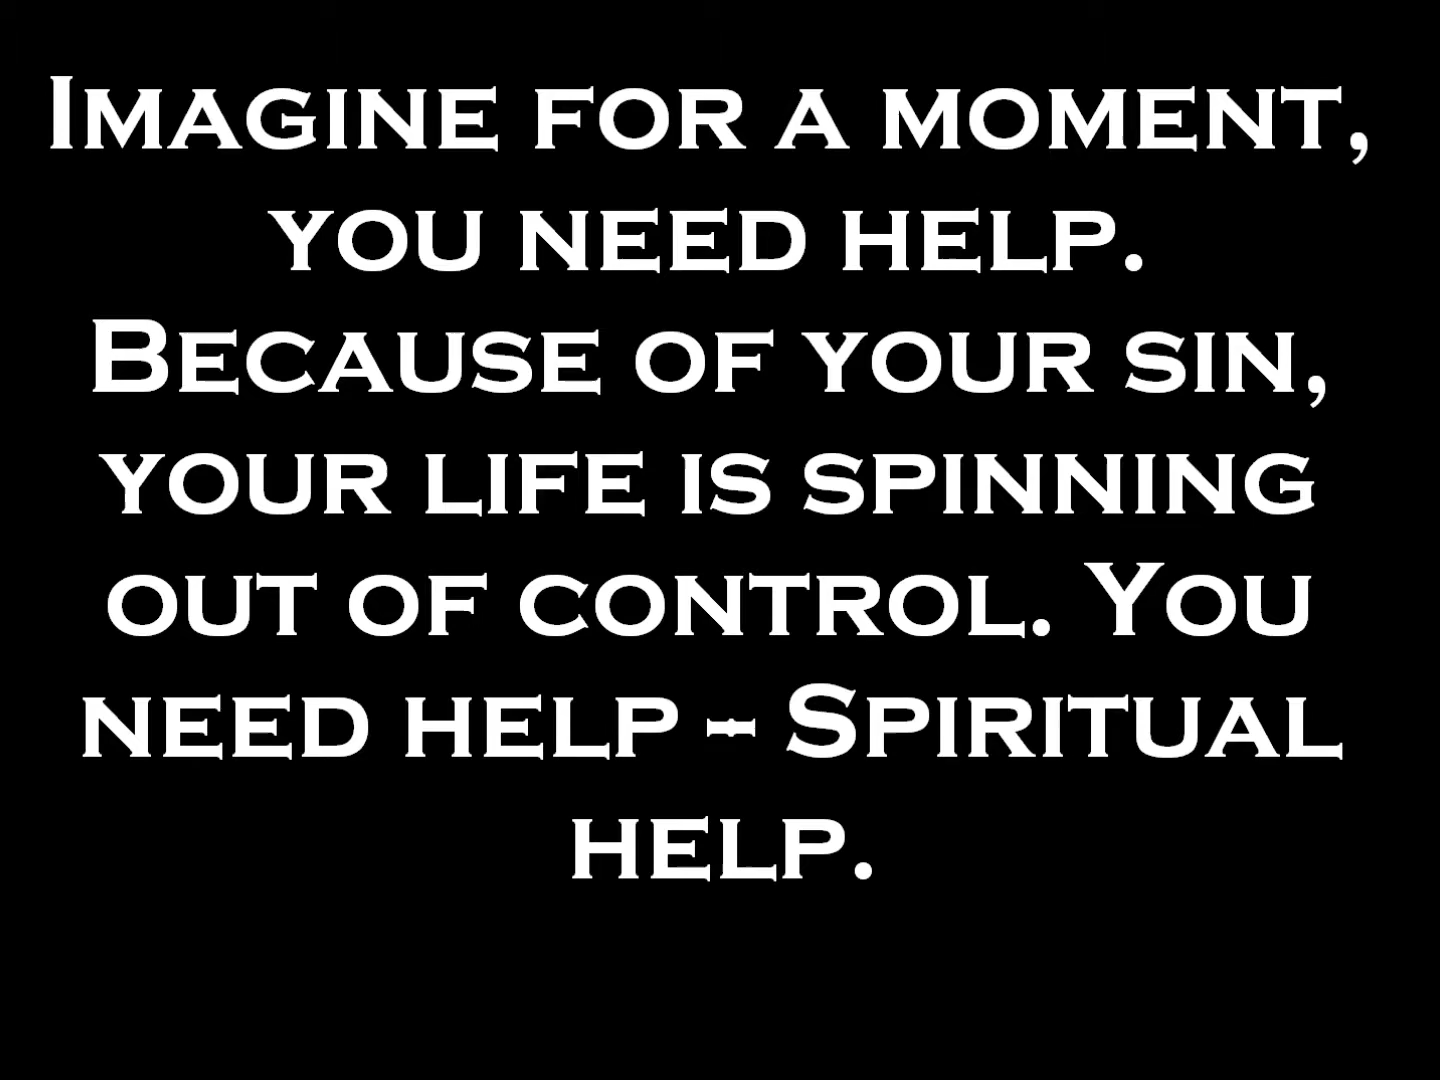 Imagine for a moment,
you need help.
Because of your sin,
your life is spinning
out of control. You
need help -- Spiritual
help.